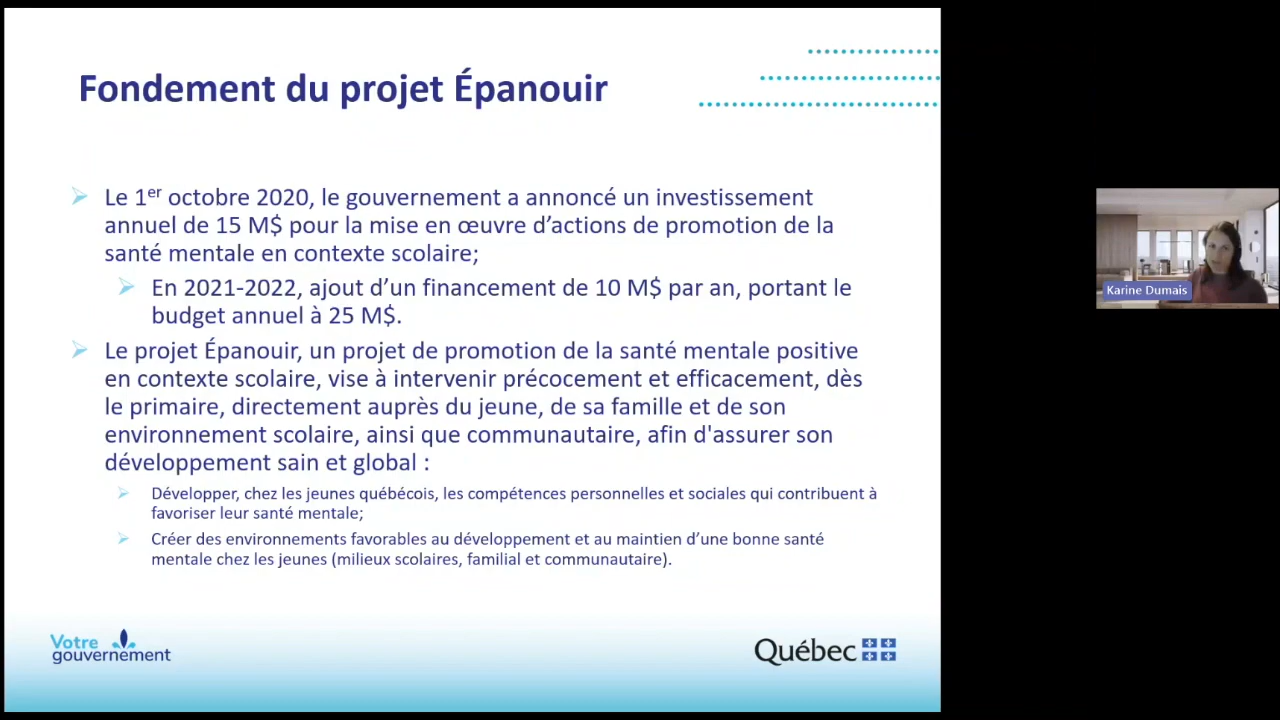 Fondement du projet Épanouir
Le 1er octobre 2020, le gouvernement a annoncé un investissement
annuel de 15 M$ pour la mise en œuvre d’actions de promotion de la
santé mentale en contexte scolaire;
En 2021-2022, ajout d’un financement de 10 M$ par an, portant le
budget annuel à 25 M$.
Le projet Épanouir, un projet de promotion de la santé mentale positive
en contexte scolaire, vise à intervenir précocement et efficacement, dès
le primaire, directement auprès du jeune, de sa famille et de son
environnement scolaire, ainsi que communautaire, afin d'assurer son
développement sain et global :
Développer, chez les jeunes québécois, les compétences personnelles et sociales qui contribuent à
favoriser leur santé mentale;
Créer des environnements favorables au développement et au maintien d’une bonne santé
mentale chez les jeunes (milieux scolaires, familial et communautaire).
Votre
gouvernement
Québec
Karine Dumais